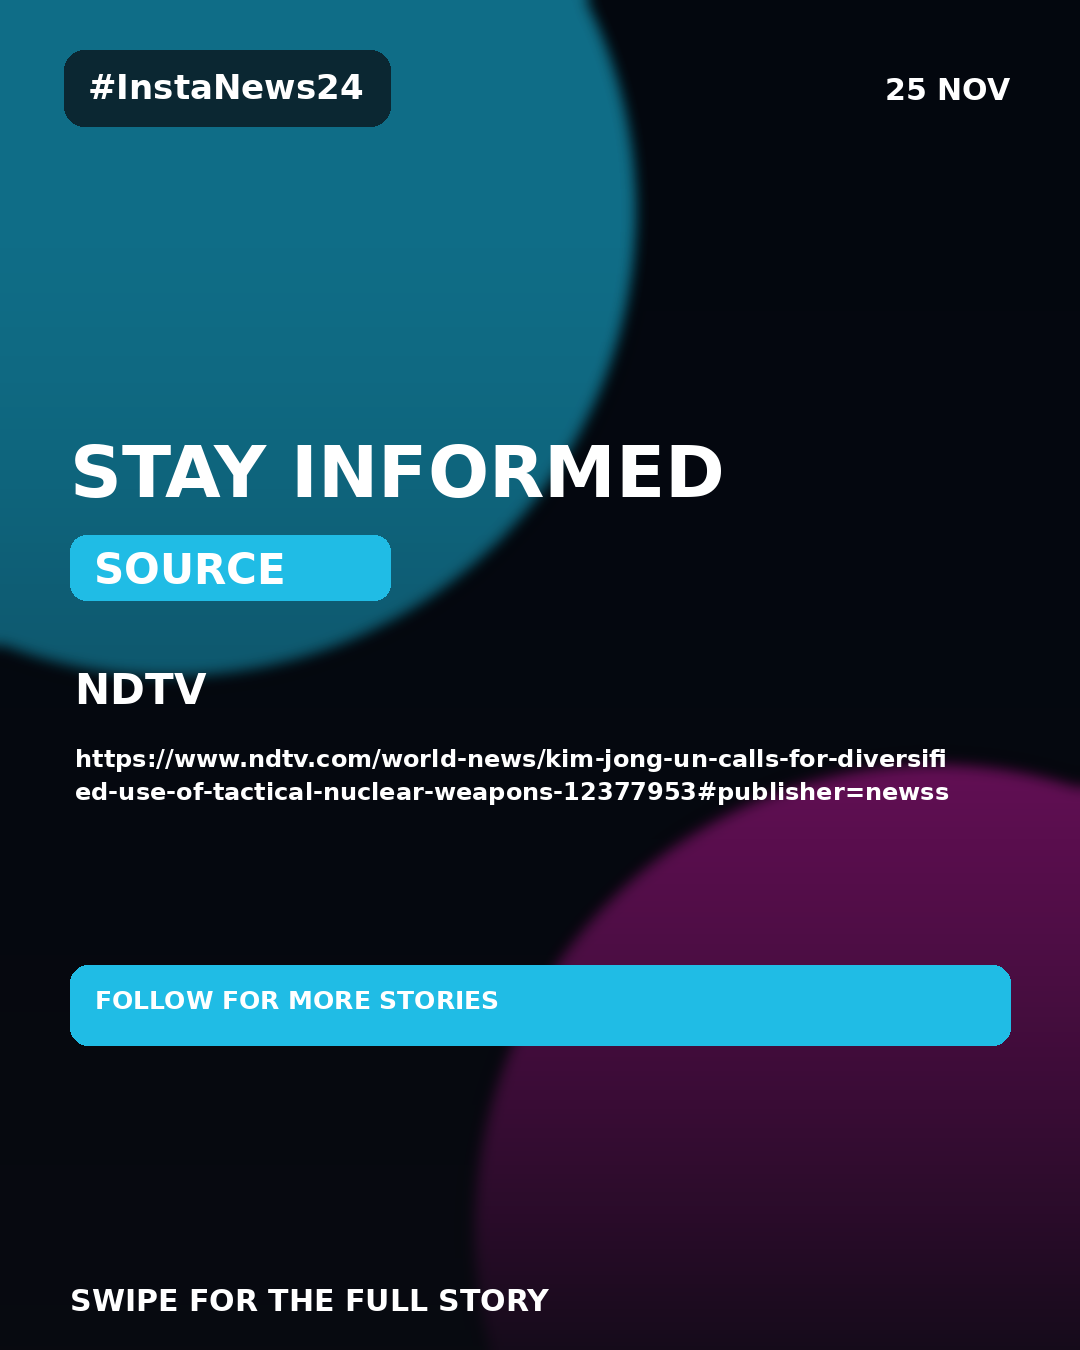 #InstaNews24
25 NOV
STAY INFORMED
SOURCE
NDTV
https://www.ndtv.com/world-news/kim-jong-un-calls-for-diversifi
ed-use-of-tactical-nuclear-weapons-12377953#publisher=newss
FOLLOW FOR MORE STORIES
SWIPE FOR THE FULL STORY